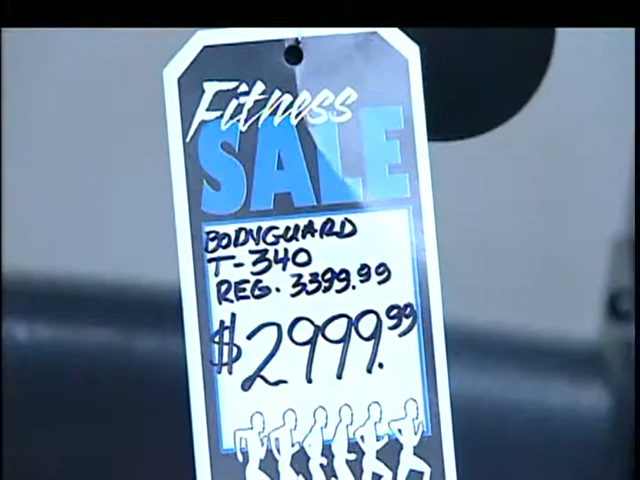 Fitness
SALE
BODYGUARD
T-340
REG. 3399.99
$2999.99